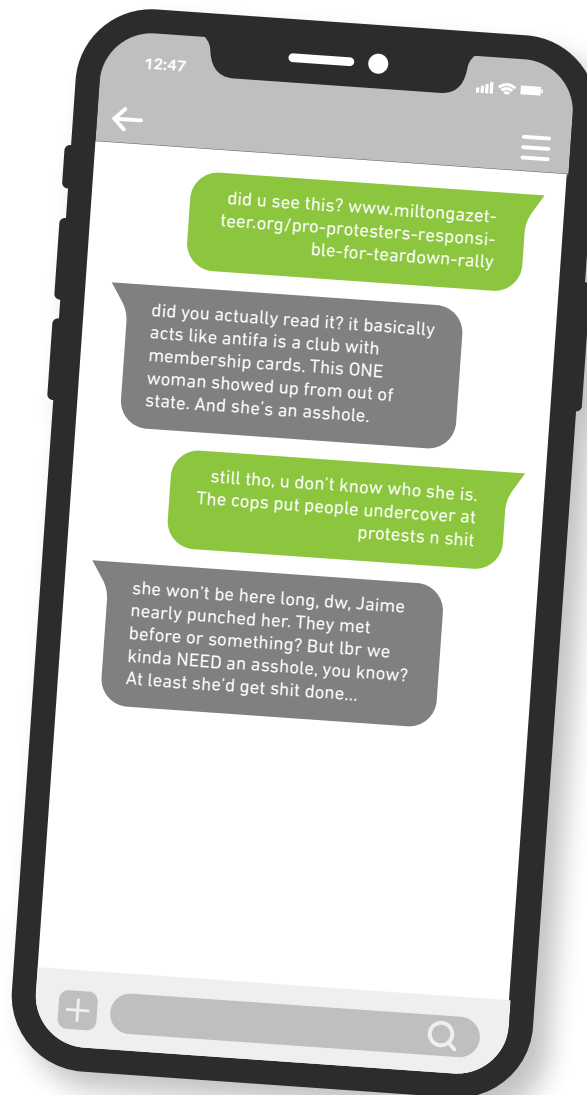 12:47
did u see this? www.miltongazet-
teer.org/pro-protesters-responsi-
ble-for-teardown-rally
did you actually read it? it basically
acts like antifa is a club with
membership cards. This ONE
woman showed up from out of
state. And she's an asshole.
still tho, u don't know who she is.
The cops put people undercover at
protests n shit
she won't be here long, dw, Jaime
nearly punched her. They met
before or something? But lbr we
kinda NEED an asshole, you know?
At least she'd get shit done...